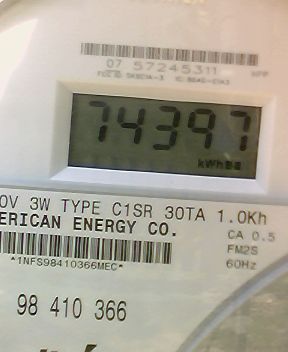 07 57245311
74397
kWh
0V 3W TYPE C1SR 30TA 1.0Kh
ERICAN ENERGY CO.
CA 0.5
FM2S
60Hz
*1NFS98410366MEC*
98 410 366